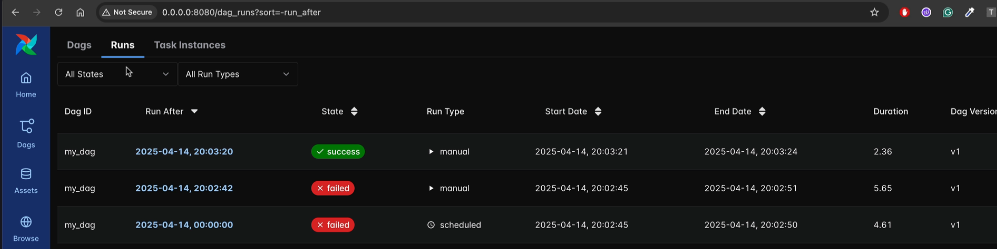 Not Secure 0.0.0.0:8080/dag_runs?sort=-run_after
Dags Runs Task Instances
All States All Run Types
Home
Dag ID Run After State Run Type Start Date End Date Duration Dag Version
Dags
my_dag 2025-04-14, 20:03:20 success manual 2025-04-14, 20:03:21 2025-04-14, 20:03:24 2.36 v1
Assets
my_dag 2025-04-14, 20:02:42 failed manual 2025-04-14, 20:02:45 2025-04-14, 20:02:51 5.65 v1
my_dag 2025-04-14, 00:00:00 failed scheduled 2025-04-14, 20:02:45 2025-04-14, 20:02:50 4.61 v1
Browse